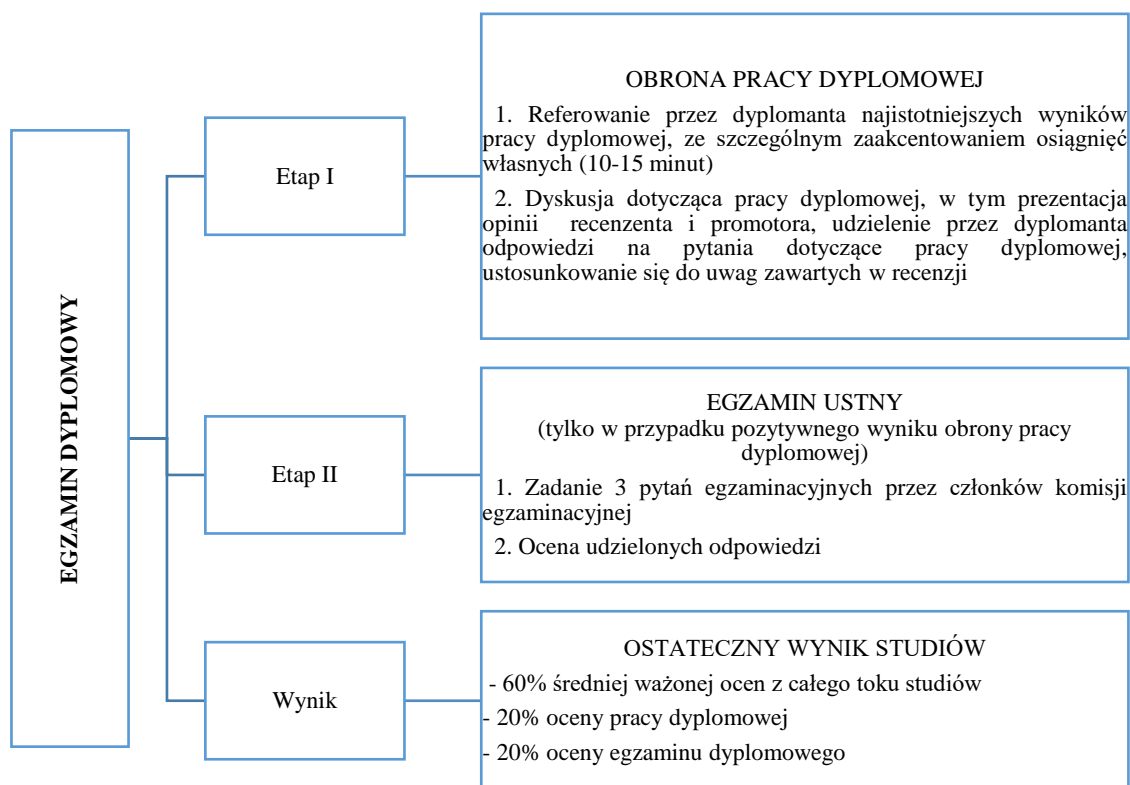 EGZAMIN DYPLOMOWY
Etap I
OBRONA PRACY DYPLOMOWEJ
1. Referowanie przez dyplomanta najistotniejszych wyników
pracy dyplomowej, ze szczególnym zaakcentowaniem osiągnięć
własnych (10-15 minut)
2. Dyskusja dotycząca pracy dyplomowej, w tym prezentacja
opinii recenzenta i promotora, udzielenie przez dyplomanta
odpowiedzi na pytania dotyczące pracy dyplomowej,
ustosunkowanie się do uwag zawartych w recenzji
Etap II
EGZAMIN USTNY
(tylko w przypadku pozytywnego wyniku obrony pracy
dyplomowej)
1. Zadanie 3 pytań egzaminacyjnych przez członków komisji
egzaminacyjnej
2. Ocena udzielonych odpowiedzi
Wynik
OSTATECZNY WYNIK STUDIÓW
- 60% średniej ważonej ocen z całego toku studiów
- 20% oceny pracy dyplomowej
- 20% oceny egzaminu dyplomowego